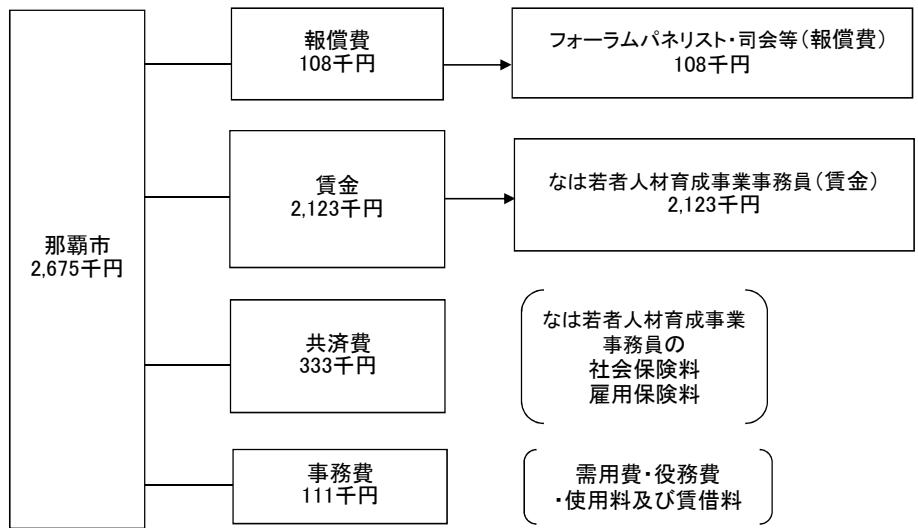 那覇市
2,675千円
報償費
108千円
フォーラムパネリスト・司会等（報償費）
108千円
賃金
2,123千円
なは若者人材育成事業事務員（賃金）
2,123千円
共済費
333千円
なは若者人材育成事業
事務員の
社会保険料
雇用保険料
事務費
111千円
需用費・役務費
・使用料及び賃借料